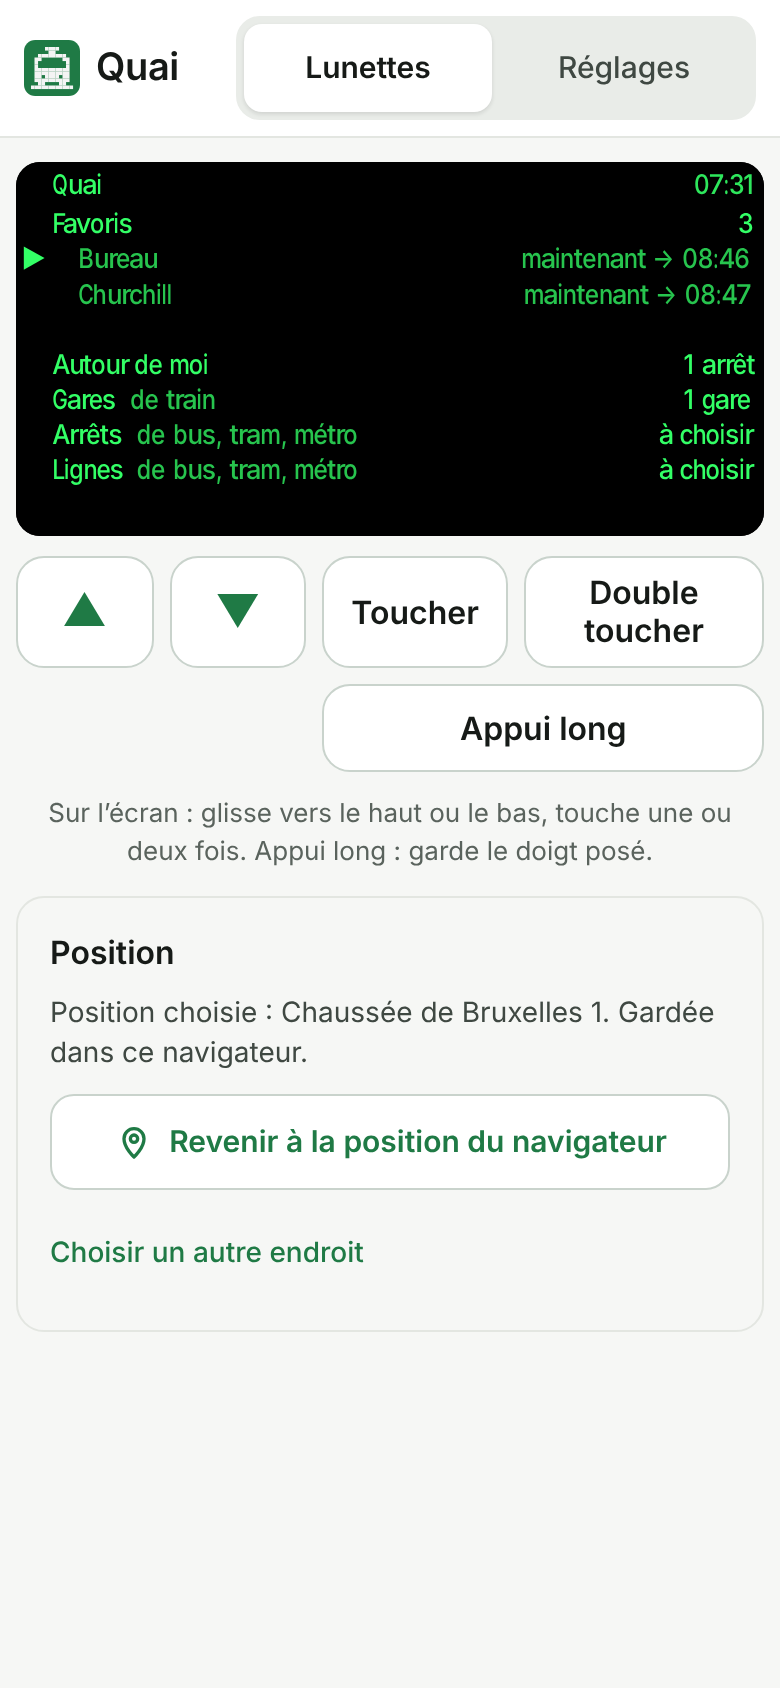 Quai
Lunettes
Réglages
Quai 07:31
Favoris 3
Bureau maintenant → 08:46
Churchill maintenant → 08:47
Autour de moi 1 arrêt
Gares de train 1 gare
Arrêts de bus, tram, métro à choisir
Lignes de bus, tram, métro à choisir
Toucher
Double
toucher
Appui long
Sur l’écran : glisse vers le haut ou le bas, touche une ou
deux fois. Appui long : garde le doigt posé.
Position
Position choisie : Chaussée de Bruxelles 1. Gardée
dans ce navigateur.
Revenir à la position du navigateur
Choisir un autre endroit